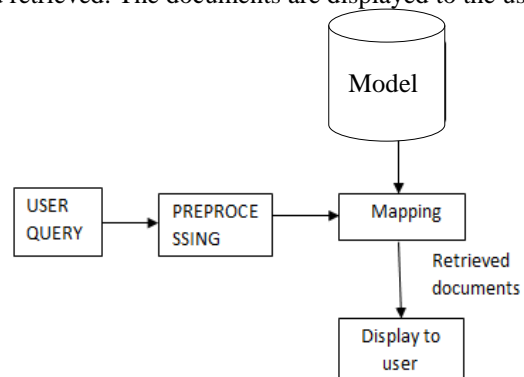 retrieved. The documents are displayed to the us
Model
USER
QUERY
PREPROCE
SSING
Mapping
Retrieved
documents
Display to
user